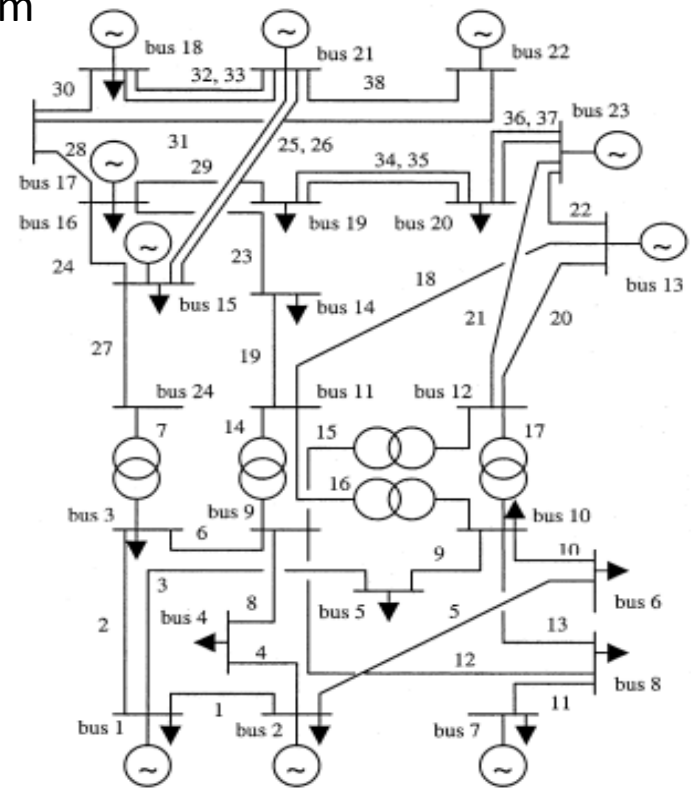 m
bus 18
bus 21
bus 22
30
32, 33
38
36, 37
bus 23
28
31
25, 26
29
34, 35
bus 17
bus 16
bus 19
bus 20
22
24
23
18
bus 13
bus 15
bus 14
21
20
27
19
bus 24
bus 11
bus 12
7
14
15
17
16
bus 3
bus 9
bus 10
6
9
10
3
8
bus 4
bus 5
5
bus 6
2
4
13
12
bus 8
1
11
bus 1
bus 2
bus 7